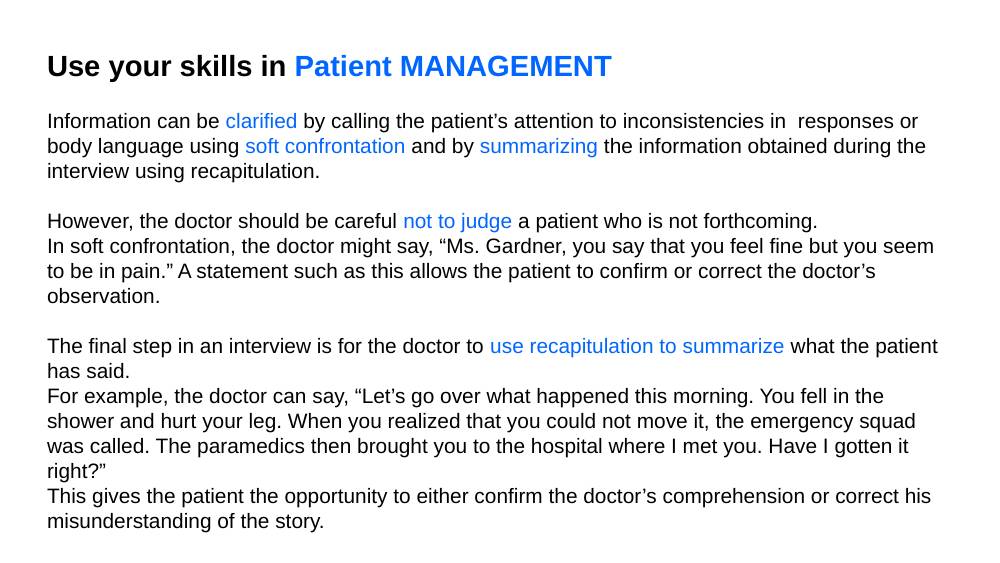 Use your skills in Patient MANAGEMENT
Information can be clarified by calling the patient’s attention to inconsistencies in  responses or
body language using soft confrontation and by summarizing the information obtained during the
interview using recapitulation.
However, the doctor should be careful not to judge a patient who is not forthcoming.
In soft confrontation, the doctor might say, “Ms. Gardner, you say that you feel fine but you seem
to be in pain.” A statement such as this allows the patient to confirm or correct the doctor’s
observation.
The final step in an interview is for the doctor to use recapitulation to summarize what the patient
has said.
For example, the doctor can say, “Let’s go over what happened this morning. You fell in the
shower and hurt your leg. When you realized that you could not move it, the emergency squad
was called. The paramedics then brought you to the hospital where I met you. Have I gotten it
right?”
This gives the patient the opportunity to either confirm the doctor’s comprehension or correct his
misunderstanding of the story.